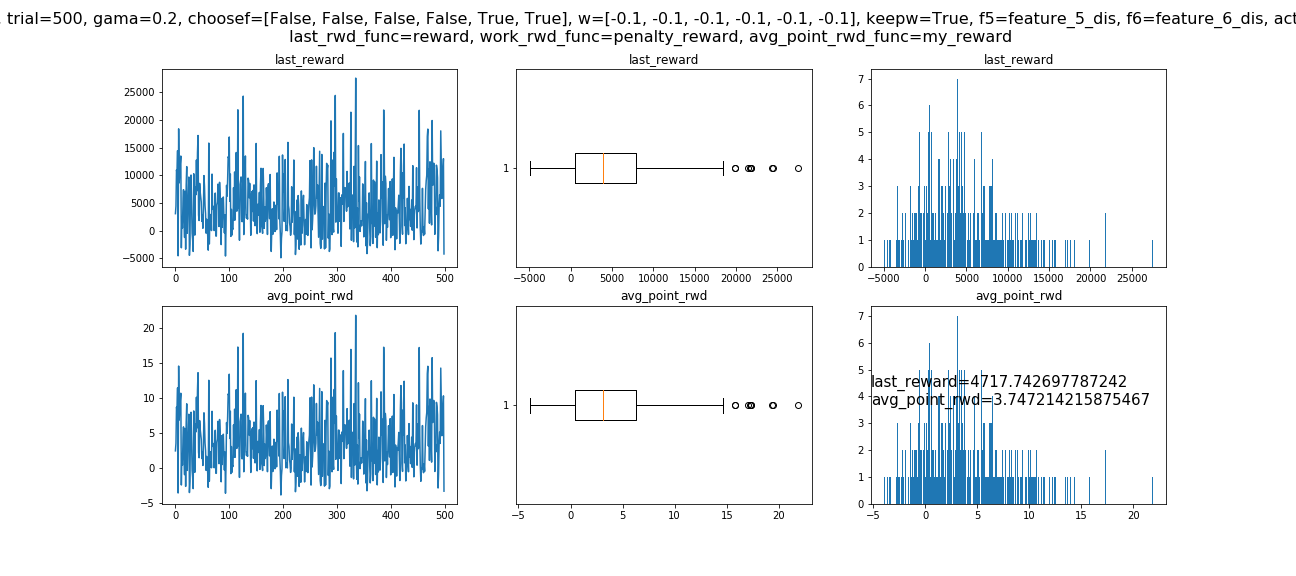 , trial=500, gama=0.2, choosef=[False, False, False, False, True, True], w=[-0.1, -0.1, -0.1, -0.1, -0.1, -0.1], keepw=True, f5=feature_5_dis, f6=feature_6_dis, act
last_rwd_func=reward, work_rwd_func=penalty_reward, avg_point_rwd_func=my_reward
last_reward last_reward last_reward
25000
20000
15000
10000
5000
0
−5000
0 100 200 300 400 500
1
−5000 0 5000 10000 15000 20000 25000
7
6
5
4
3
2
1
0
−5000 0 5000 10000 15000 20000 25000
avg_point_rwd avg_point_rwd avg_point_rwd
20
15
10
5
0
−5
0 100 200 300 400 500
1
−5 0 5 10 15 20
7
6
5
4
3
2
1
0
last_reward=4717.742697787242
avg_point_rwd=3.747214215875467
−5 0 5 10 15 20